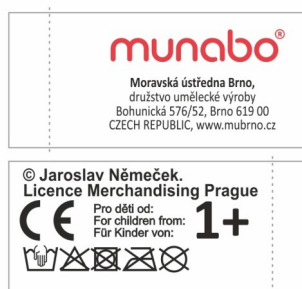 munabo®
Moravská ústředna Brno,
družstvo umělecké výroby
Bohunická 576/52, Brno 619 00
CZECH REPUBLIC, www.mubrno.cz
© Jaroslav Němeček.
Licence Merchandising Prague
CE
Pro děti od:
For children from:
Für Kinder von:
1+